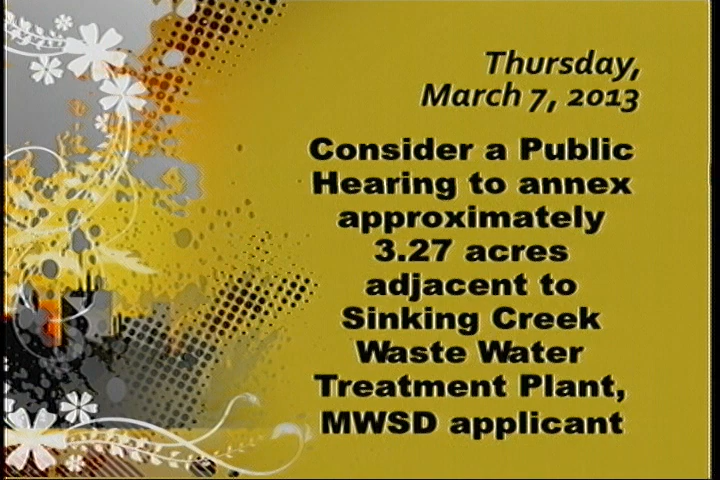 Thursday,
March 7, 2013
Consider a Public
Hearing to annex
approximately
3.27 acres
adjacent to
Sinking Creek
Waste Water
Treatment Plant,
MWSD applicant